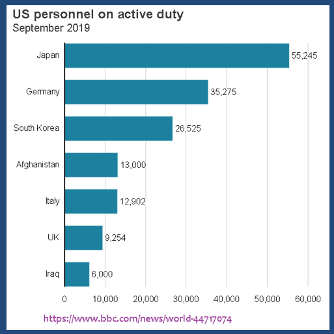 US personnel on active duty
September 2019
Japan 55,245
Germany 35,275
South Korea 26,525
Afghanistan 13,000
Italy 12,902
UK 9,254
Iraq 6,000
0 10,000 20,000 30,000 40,000 50,000 60,000
https://www.bbc.com/news/world-44717074